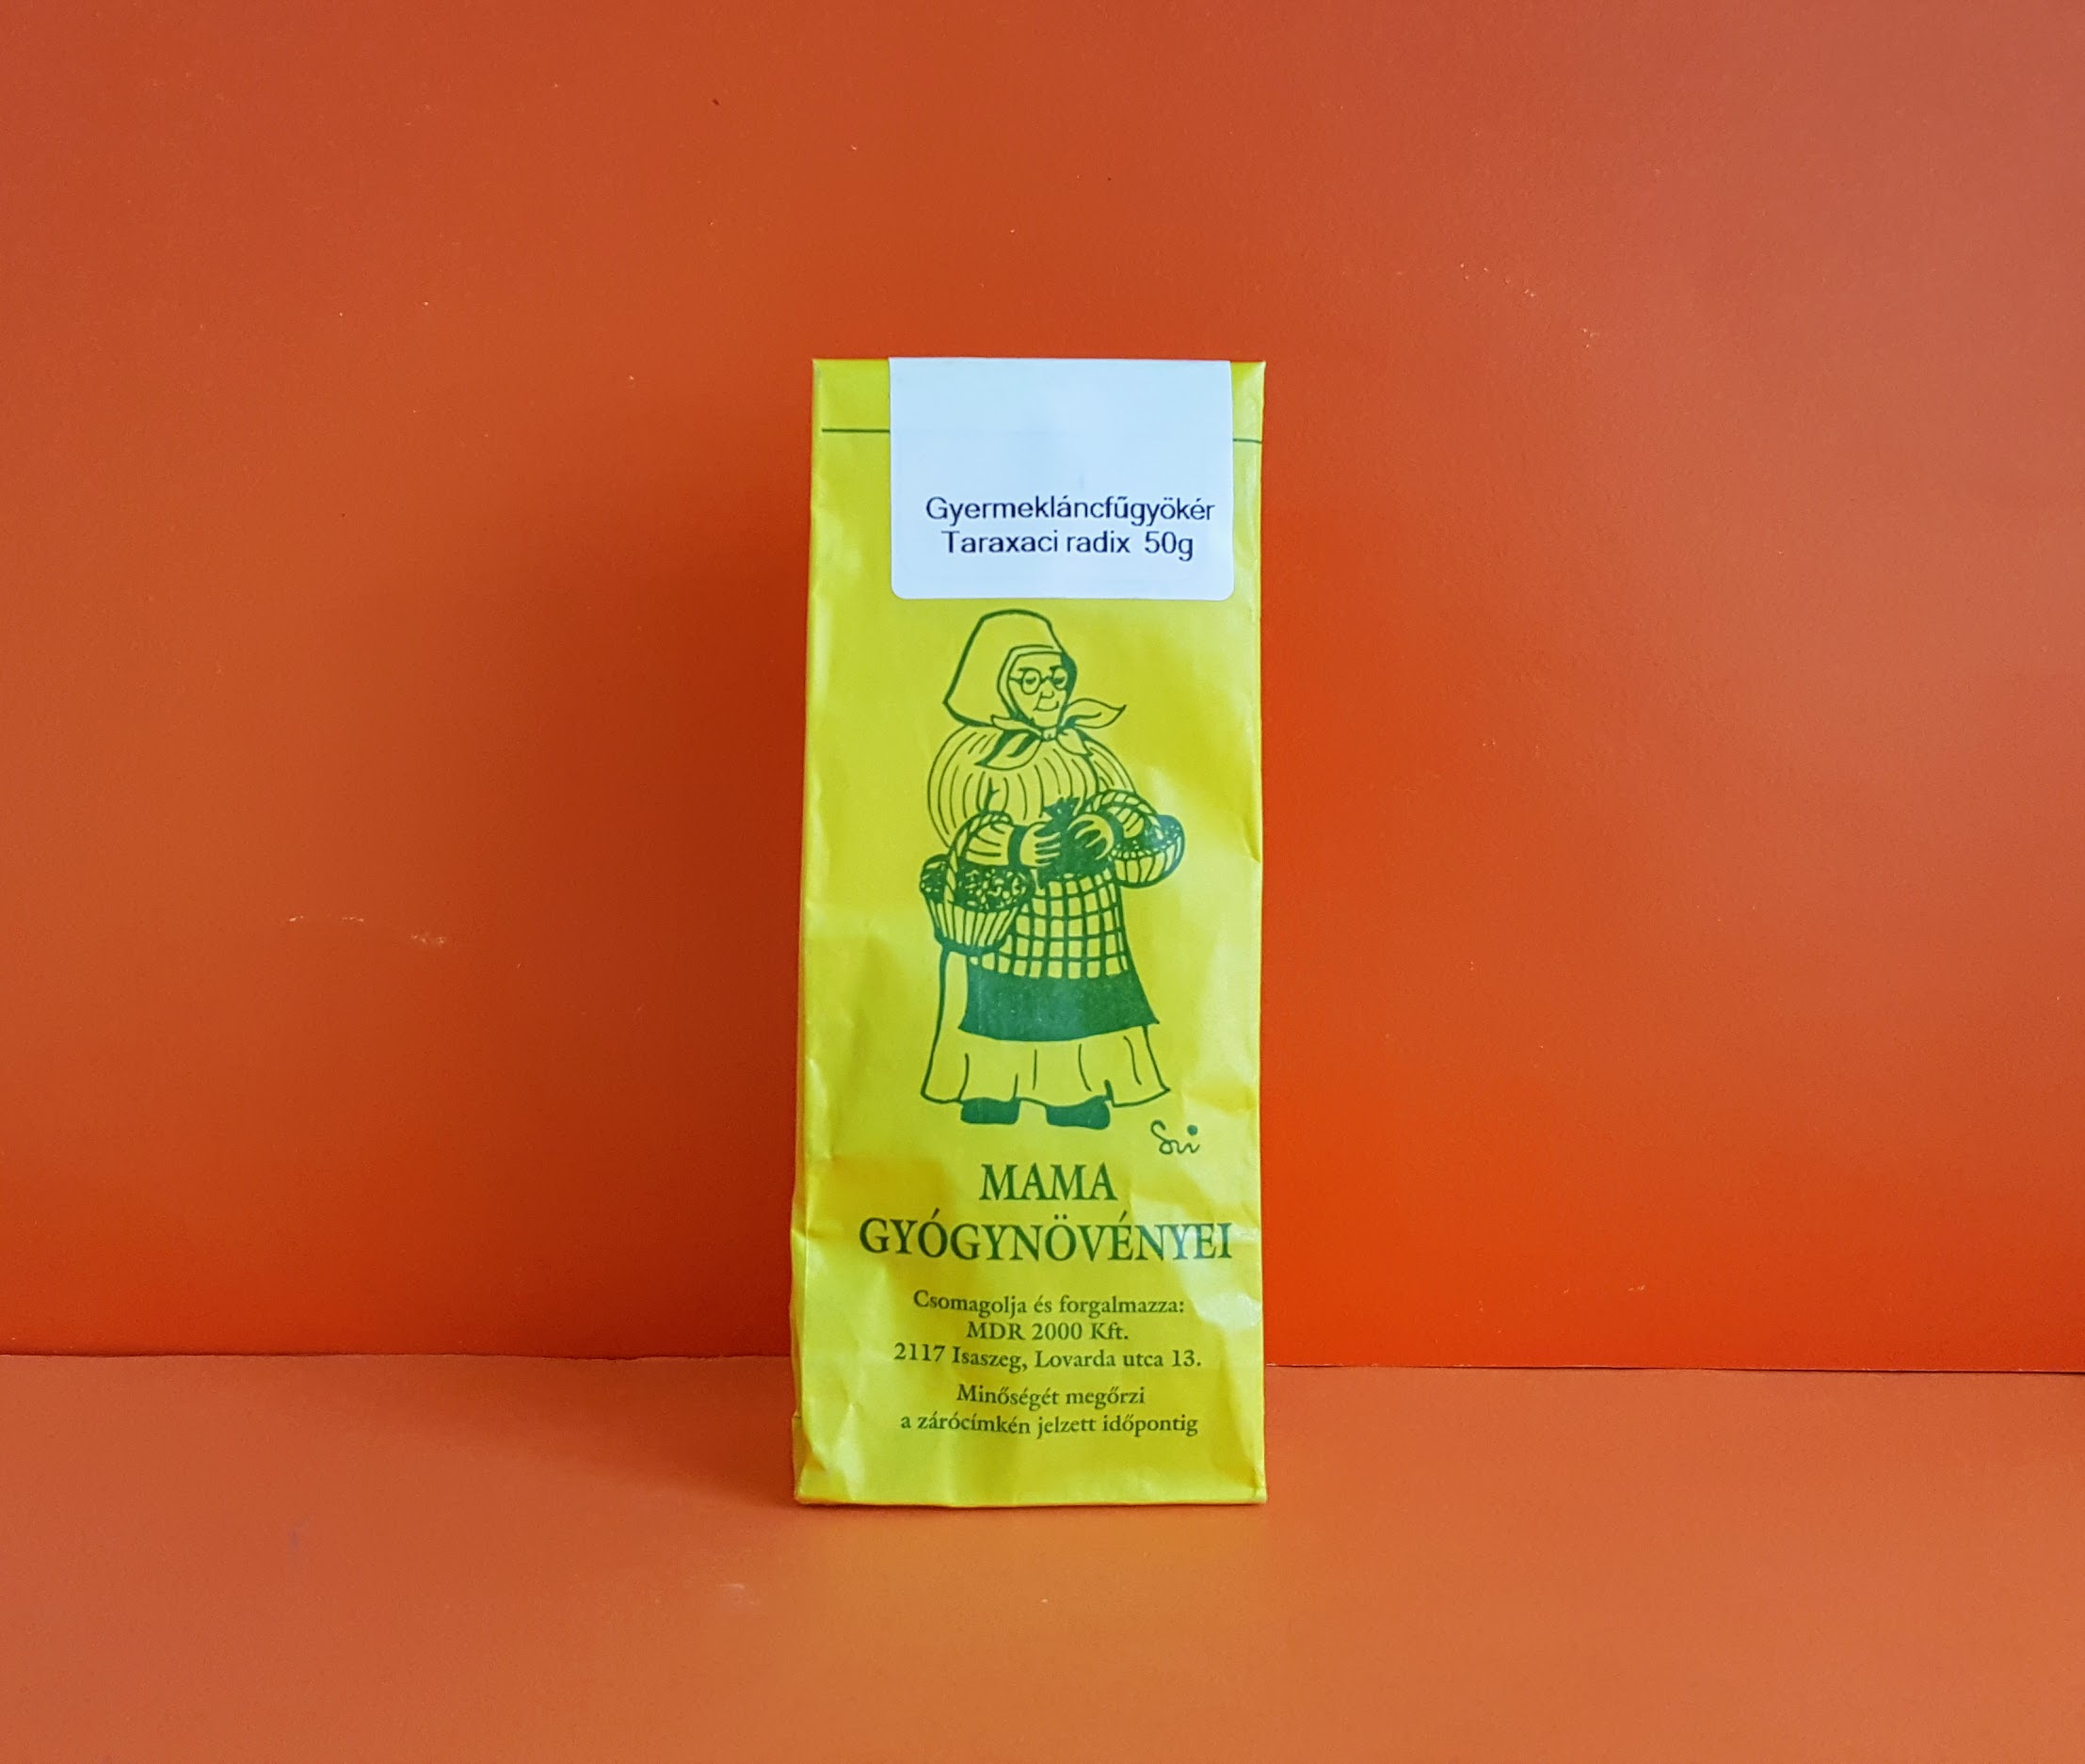 Gyermekláncfűgyökér
Taraxaci radix 50g
Sri
MAMA
GYÓGYNÖVÉNYEI
Csomagolja és forgalmazza:
MDR 2000 Kft.
2117 Isaszeg, Lovarda utca 13.
Minőségét megőrzi
a zárócímkén jelzett időpontig